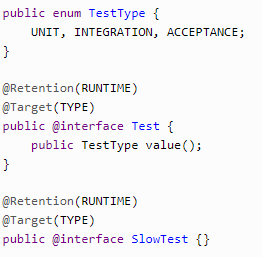 public enum TestType {
    UNIT, INTEGRATION, ACCEPTANCE;
}
@Retention(RUNTIME)
@Target(TYPE)
public @interface Test {
    public TestType value();
}
@Retention(RUNTIME)
@Target(TYPE)
public @interface SlowTest {}